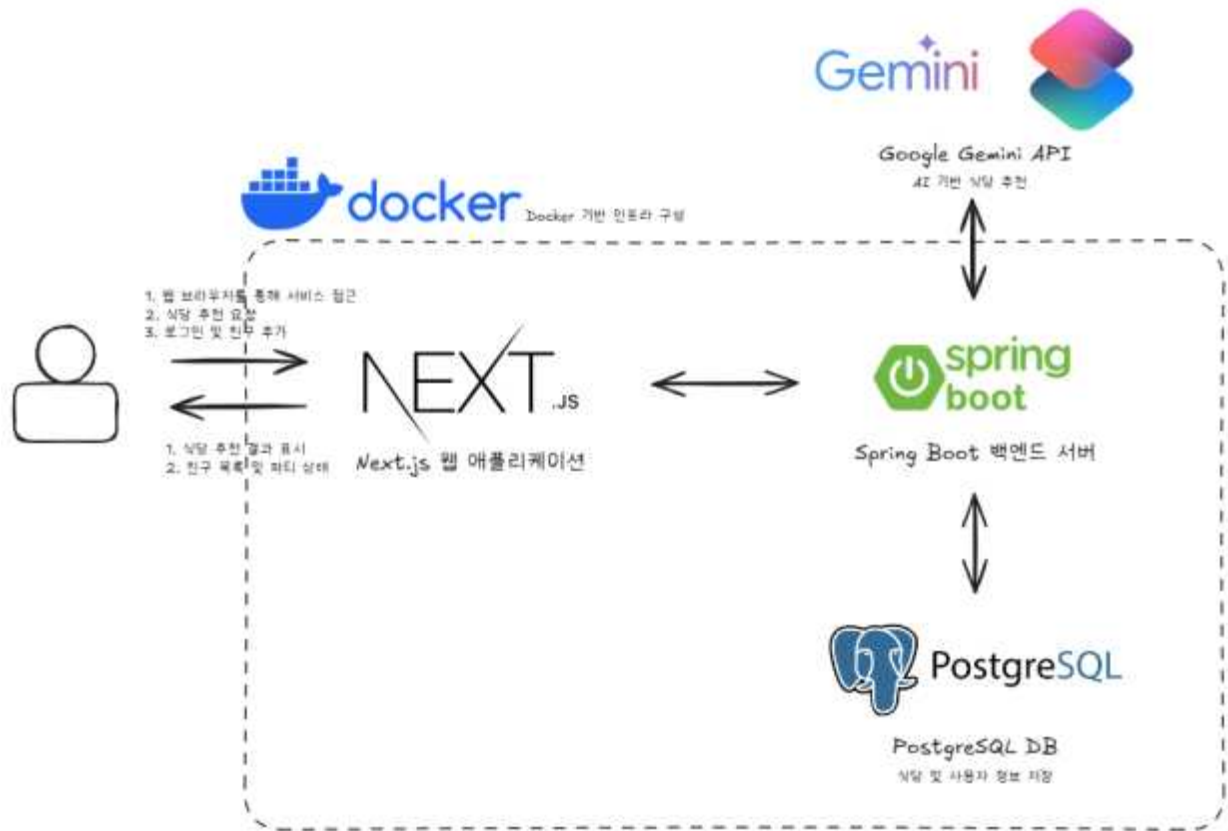 Gemini
Google Gemini API
AI 기반 식당 추천
docker
Docker 기반 인프라 구성
1. 웹 브라우저를 통해 서비스 접근
2. 식당 추천 요청
3. 로그인 및 친구 추가
NEXT.JS
Next.js 웹 애플리케이션
1. 식당 추천 결과 표시
2. 친구 목록 및 파티 상태
spring
boot
Spring Boot 백엔드 서버
PostgreSQL
PostgreSQL DB
식당 및 사용자 정보 저장